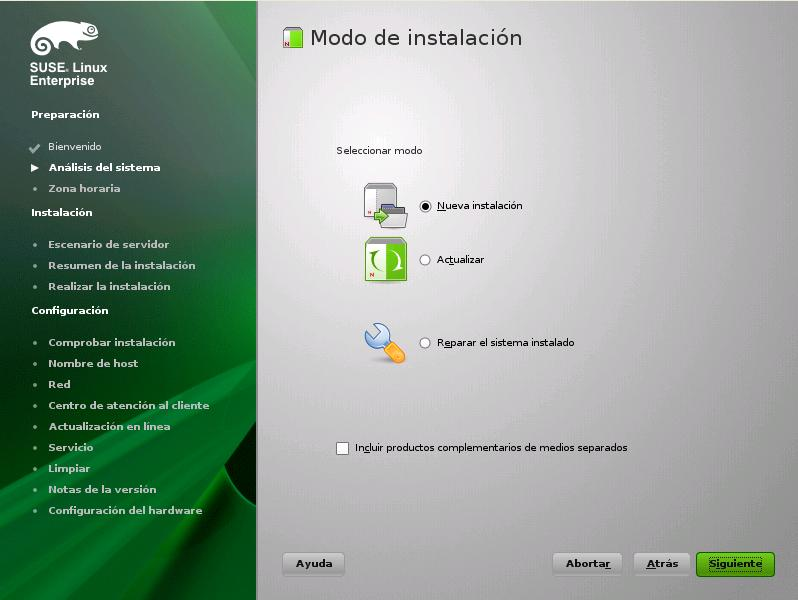 SUSE. Linux
Enterprise
Preparación
Bienvenido
Análisis del sistema
Zona horaria
Instalación
Escenario de servidor
Resumen de la instalación
Realizar la instalación
Configuración
Comprobar instalación
Nombre de host
Red
Centro de atención al cliente
Actualización en línea
Servicio
Limpiar
Notas de la versión
Configuración del hardware
Modo de instalación
Seleccionar modo
Nueva instalación
Actualizar
Reparar el sistema instalado
Incluir productos complementarios de medios separados
Ayuda
Abortar
Atrás
Siguiente